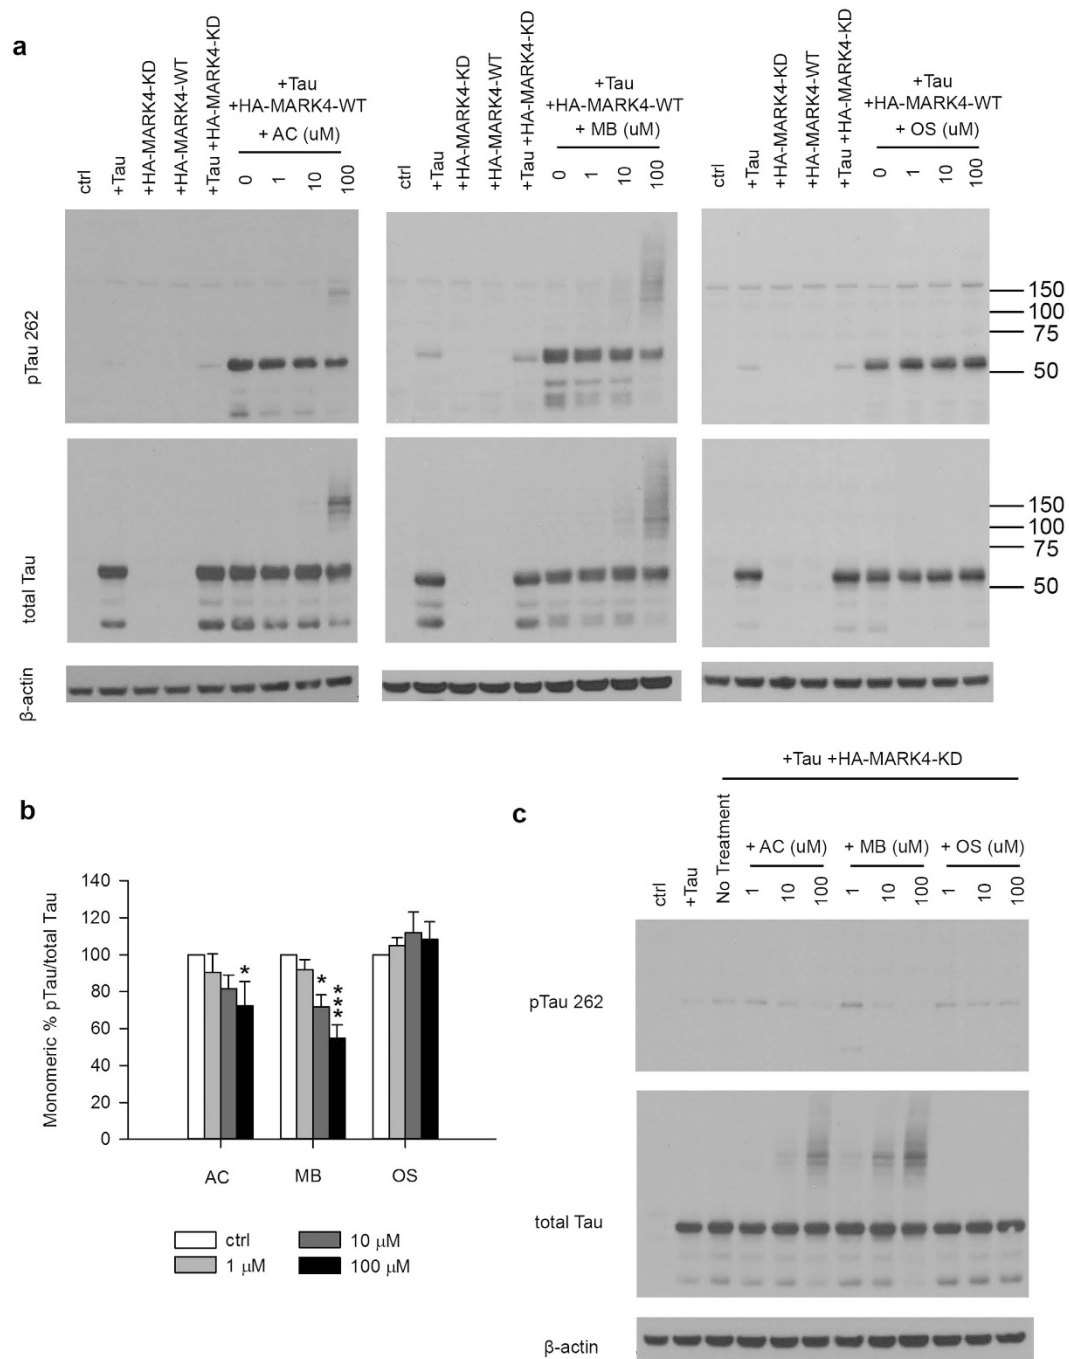 a
ctrl
+Tau
+HA-MARK4-KD
+HA-MARK4-WT
+Tau +HA-MARK4-KD
+Tau
+HA-MARK4-WT
+ AC (uM)
0
1
10
100
ctrl
+Tau
+HA-MARK4-KD
+HA-MARK4-WT
+Tau +HA-MARK4-KD
+Tau
+HA-MARK4-WT
+ MB (uM)
0
1
10
100
ctrl
+Tau
+HA-MARK4-KD
+HA-MARK4-WT
+Tau +HA-MARK4-KD
+Tau
+HA-MARK4-WT
+ OS (uM)
0
1
10
100
pTau 262
150
100
75
50
total Tau
150
100
75
50
β-actin
b
Monomeric % pTau/total Tau
140
120
100
80
60
40
20
0
*
*
***
AC
MB
OS
ctrl
10 μM
1 μM
100 μM
c
+Tau +HA-MARK4-KD
ctrl
+Tau
No Treatment
+ AC (uM)
1
10
100
+ MB (uM)
1
10
100
+ OS (uM)
1
10
100
pTau 262
total Tau
β-actin